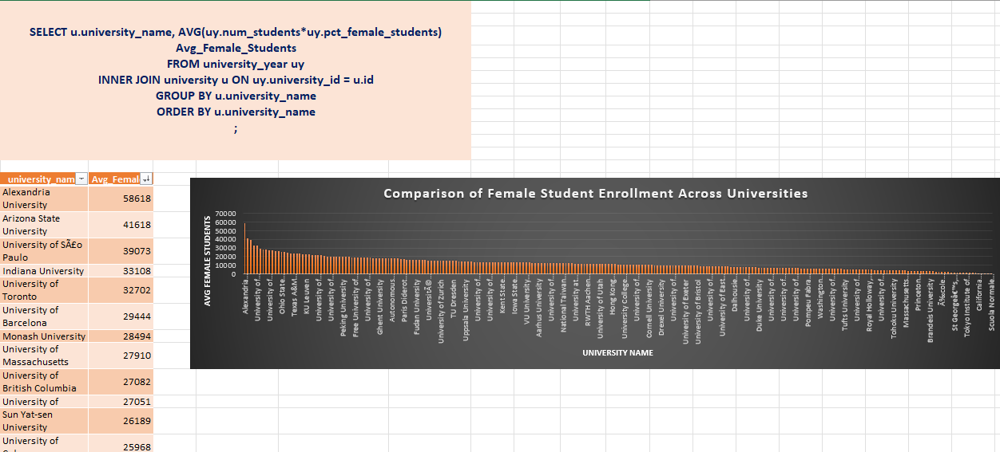 SELECT u.university_name, AVG(uy.num_students*uy.pct_female_students)
Avg_Female_Students
FROM university_year uy
INNER JOIN university u ON uy.university_id = u.id
GROUP BY u.university_name
ORDER BY u.university_name
;
university_nam Avg_Femal
Alexandria
University 58618
Arizona State
University 41618
University of SÃ£o
Paulo 39073
Indiana University 33108
University of
Toronto 32702
University of
Barcelona 29444
Monash University 28494
University of
Massachusetts 27910
University of
British Columbia 27082
University of 27051
Sun Yat-sen
University 26189
University of
25968
Comparison of Female Student Enrollment Across Universities
AVG FEMALE STUDENTS
70000
60000
50000
40000
30000
20000
10000
0
Alexandria…
University of…
University of…
Ohio State…
Texas A&M…
KU Leuven
University of…
University of…
Peking University
Free University of…
University of…
Ghent University
Autonomous…
Paris Diderot…
Fudan University
UniversitÃ©…
University of Zurich
TU Dresden
Uppsala University
University of…
University of…
Kent State…
Iowa State…
VU University…
Aarhus University
University of…
National Taiwan…
University at…
RWTH Aachen…
University of Utah
Hong Kong…
University College…
University of…
Cornell University
Drexel University
University of…
University of Exeter
University of Bristol
University of…
University of East…
Dalhousie…
University of…
Duke University
University of…
University of…
University of…
Pompeu Fabra…
Washington…
University of…
Tufts University
University of…
Royal Holloway,…
University of…
Tohoku University
Massachusetts…
Princeton…
Brandeis University
Ã‰cole…
St Georgeâ€™s,…
Tokyo Institute of…
California…
Scuola Normale…
UNIVERSITY NAME